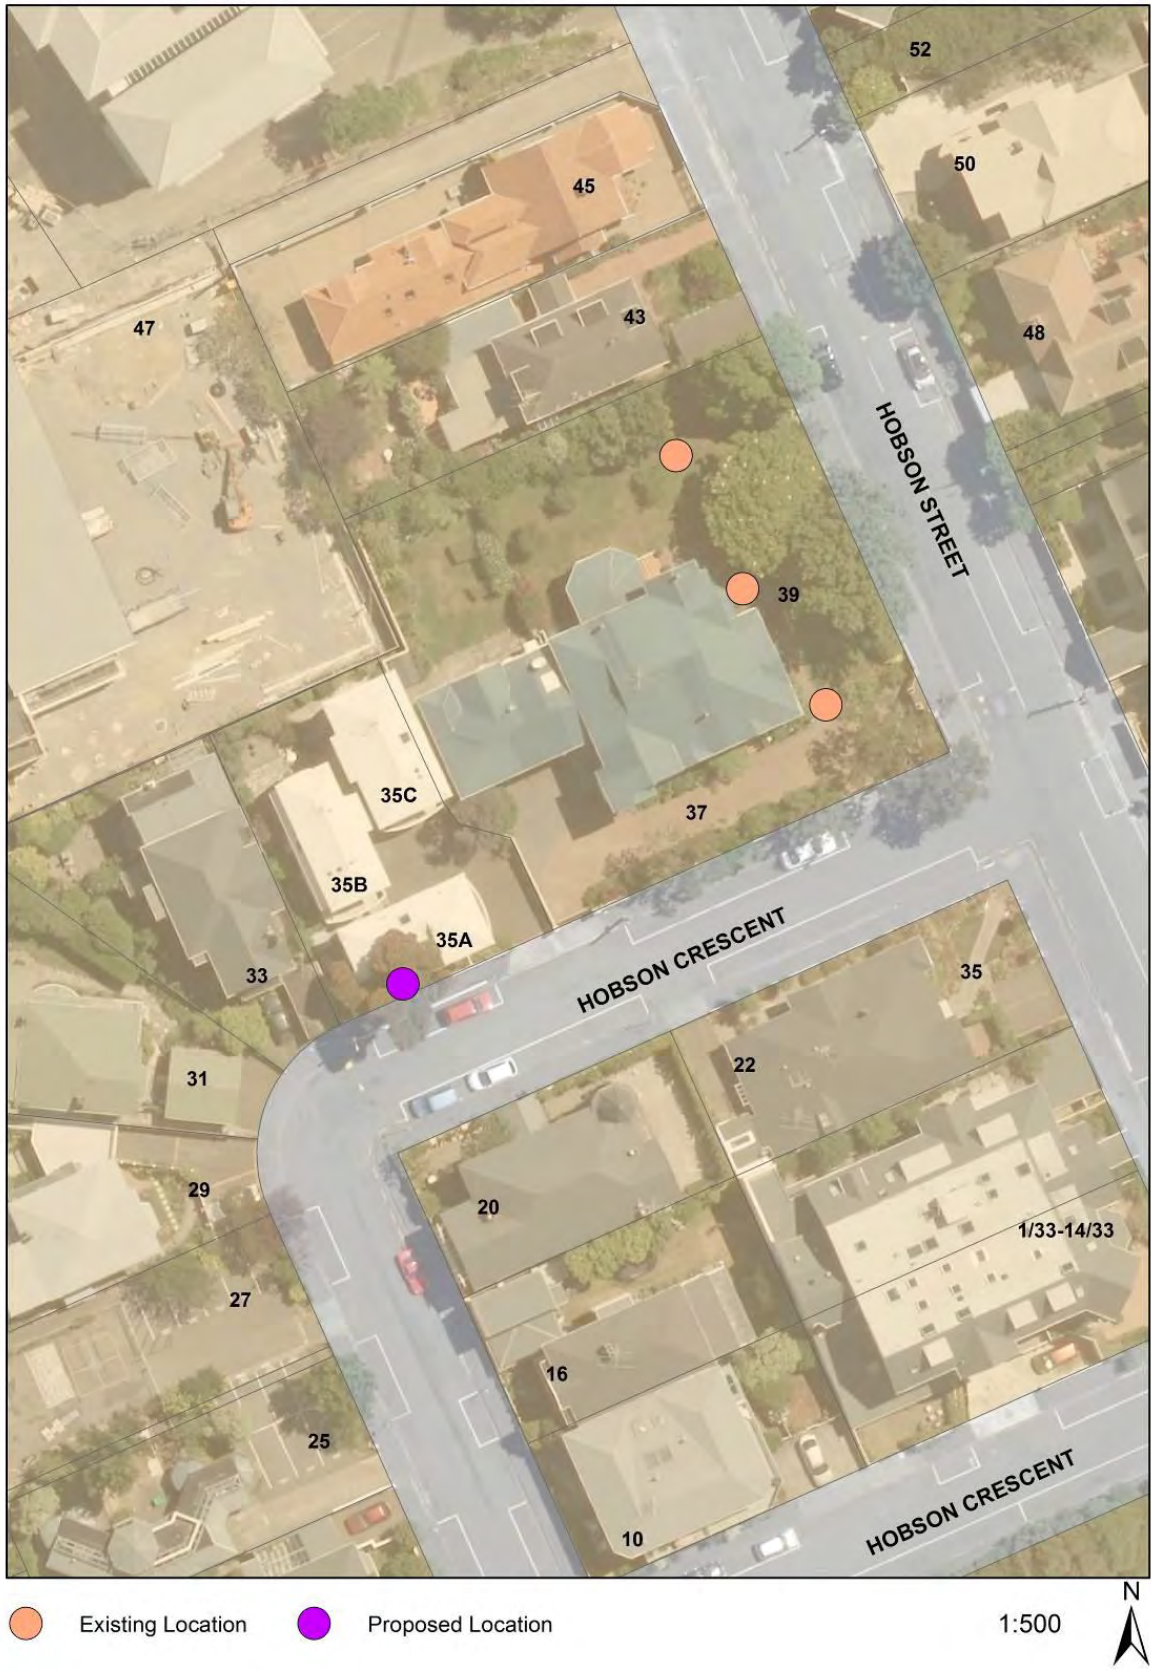 52
50
45
48
43
47
HOBSON STREET
39
35C
37
35B
35A
HOBSON CRESCENT
33
35
22
31
29
20
1/33-14/33
27
16
25
HOBSON CRESCENT
10
N
Existing Location
Proposed Location
1:500